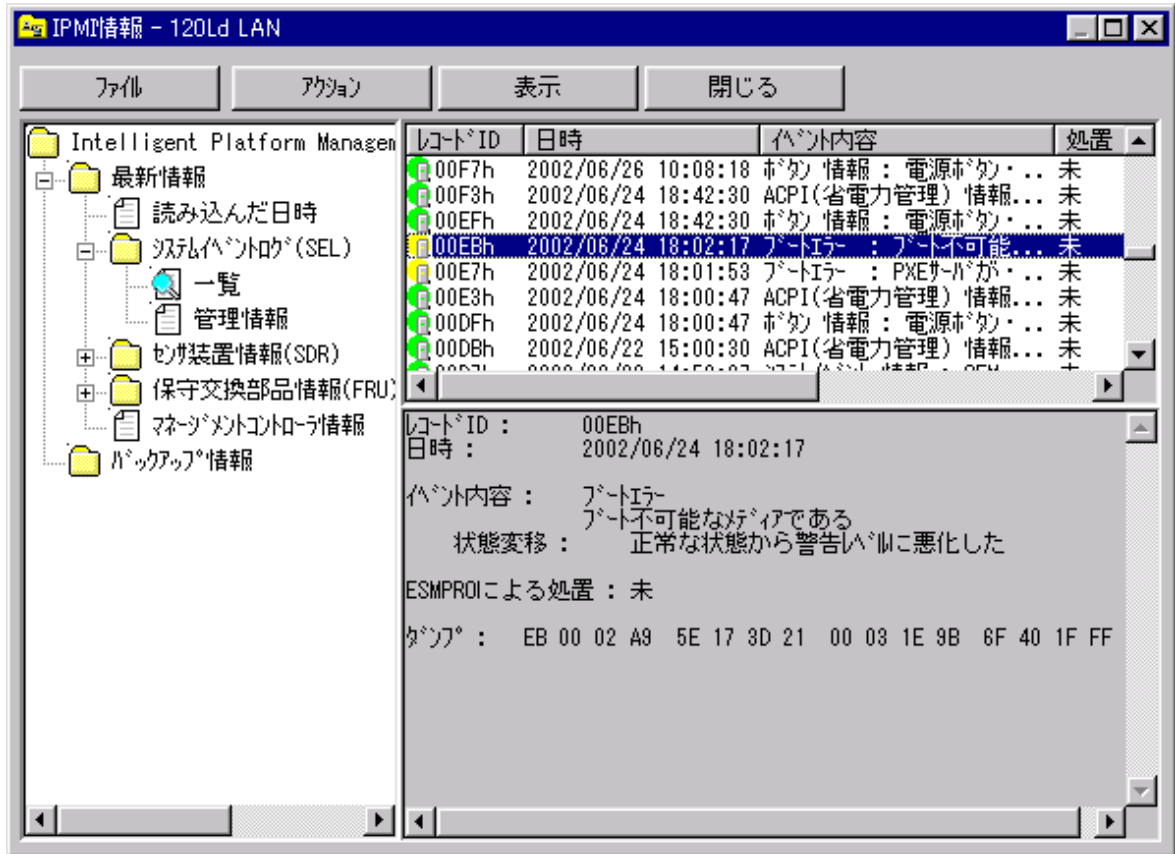 IPMI情報 - 120Ld LAN
ﾌｧｲﾙ
ｱｸｼｮﾝ
表示
閉じる
Intelligent Platform Managem
最新情報
読み込んだ日時
ｼｽﾃﾑｲﾍﾞﾝﾄﾛｸﾞ(SEL)
一覧
管理情報
ｾﾝｻ装置情報(SDR)
保守交換部品情報(FRU)
ﾏﾈｰｼﾞﾒﾝﾄｺﾝﾄﾛｰﾗ情報
ﾊﾞｯｸｱｯﾌﾟ情報
ﾚｺｰﾄﾞID 日時 ｲﾍﾞﾝﾄ内容 処置
00F7h 2002/06/26 10:08:18 ﾎﾞﾀﾝ 情報 : 電源ﾎﾞﾀﾝ・.. 未
00F3h 2002/06/24 18:42:30 ACPI(省電力管理) 情報... 未
00EFh 2002/06/24 18:42:30 ﾎﾞﾀﾝ 情報 : 電源ﾎﾞﾀﾝ・.. 未
00EBh 2002/06/24 18:02:17 ﾌﾞｰﾄｴﾗｰ : ﾌﾞｰﾄ不可能... 未
00E7h 2002/06/24 18:01:53 ﾌﾞｰﾄｴﾗｰ : PXEｻｰﾊﾞが・.. 未
00E3h 2002/06/24 18:00:47 ACPI(省電力管理) 情報... 未
00DFh 2002/06/24 18:00:47 ﾎﾞﾀﾝ 情報 : 電源ﾎﾞﾀﾝ・.. 未
00DBh 2002/06/22 15:00:30 ACPI(省電力管理) 情報... 未
ﾚｺｰﾄﾞID : 00EBh
日時 : 2002/06/24 18:02:17
ｲﾍﾞﾝﾄ内容 : ﾌﾞｰﾄｴﾗｰ
ﾌﾞｰﾄ不可能なﾒﾃﾞｨｱである
状態変移 : 正常な状態から警告ﾚﾍﾞﾙに悪化した
ESMPROによる処置 : 未
ﾀﾞﾝﾌﾟ : EB 00 02 A9 5E 17 3D 21 00 03 1E 9B 6F 40 1F FF